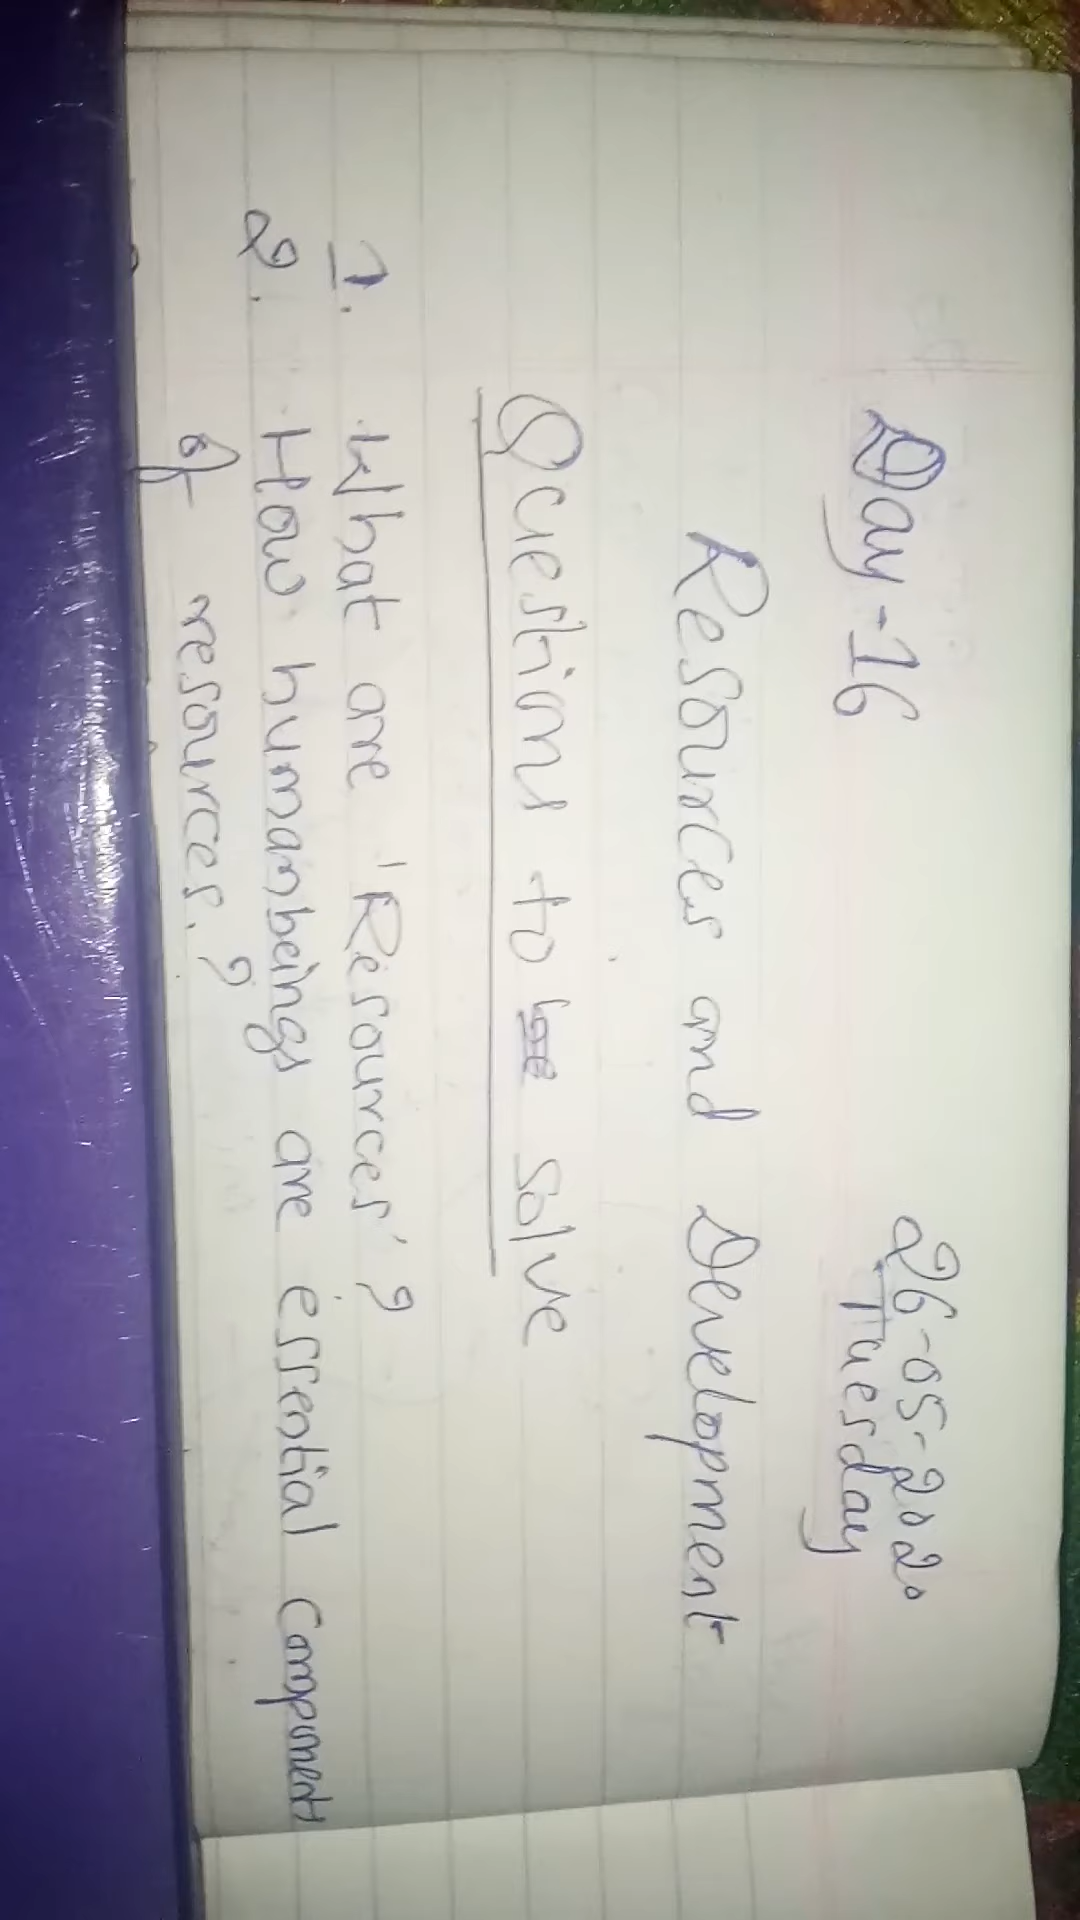 Day-16
26-05-2020
Tuesday
Resources and Development
Questions to solve
1. What are 'Resources'?
2. How humanbeings are essential Components
of resources.?